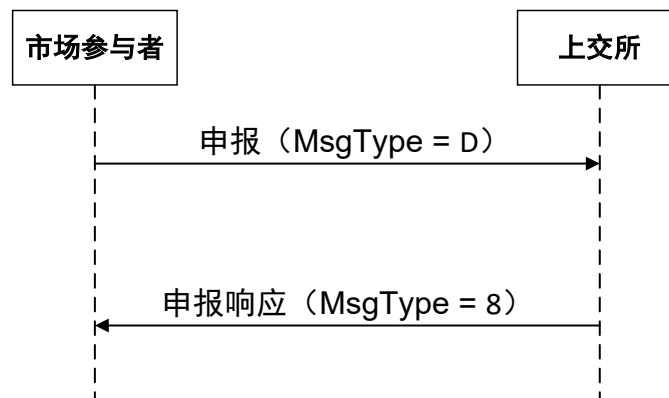 市场参与者
上交所
申报（MsgType = D）
申报响应（MsgType = 8）